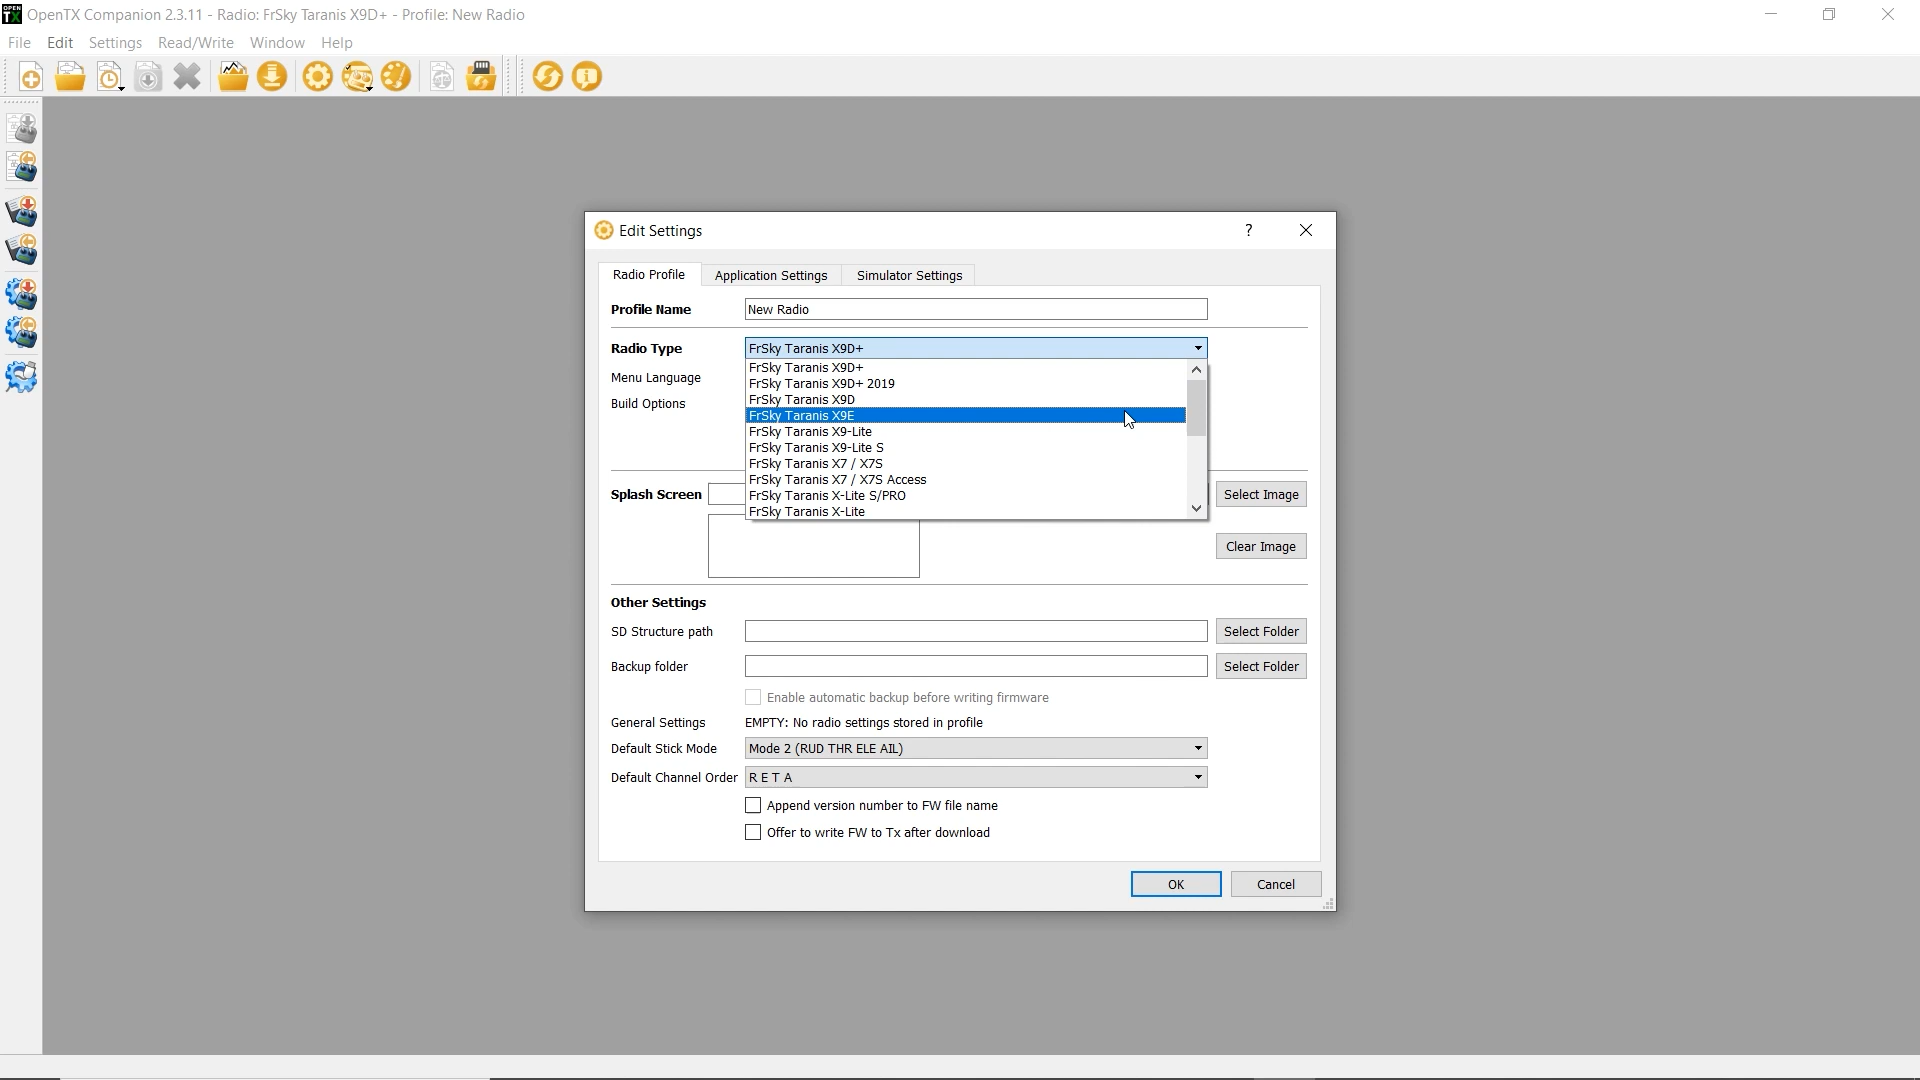 OPEN TX OpenTX Companion 2.3.11 - Radio: FrSky Taranis X9D+ - Profile: New Radio
File Edit Settings Read/Write Window Help
Edit Settings ?
Radio Profile Application Settings Simulator Settings
Profile Name New Radio
Radio Type FrSky Taranis X9D+
FrSky Taranis X9D+
Menu Language FrSky Taranis X9D+ 2019
Build Options FrSky Taranis X9D
FrSky Taranis X9E
FrSky Taranis X9-Lite
FrSky Taranis X9-Lite S
FrSky Taranis X7 / X7S
FrSky Taranis X7 / X7S Access
Splash Screen FrSky Taranis X-Lite S/PRO Select Image
FrSky Taranis X-Lite
Clear Image
Other Settings
SD Structure path Select Folder
Backup folder Select Folder
Enable automatic backup before writing firmware
General Settings EMPTY: No radio settings stored in profile
Default Stick Mode Mode 2 (RUD THR ELE AIL)
Default Channel Order R E T A
Append version number to FW file name
Offer to write FW to Tx after download
OK Cancel